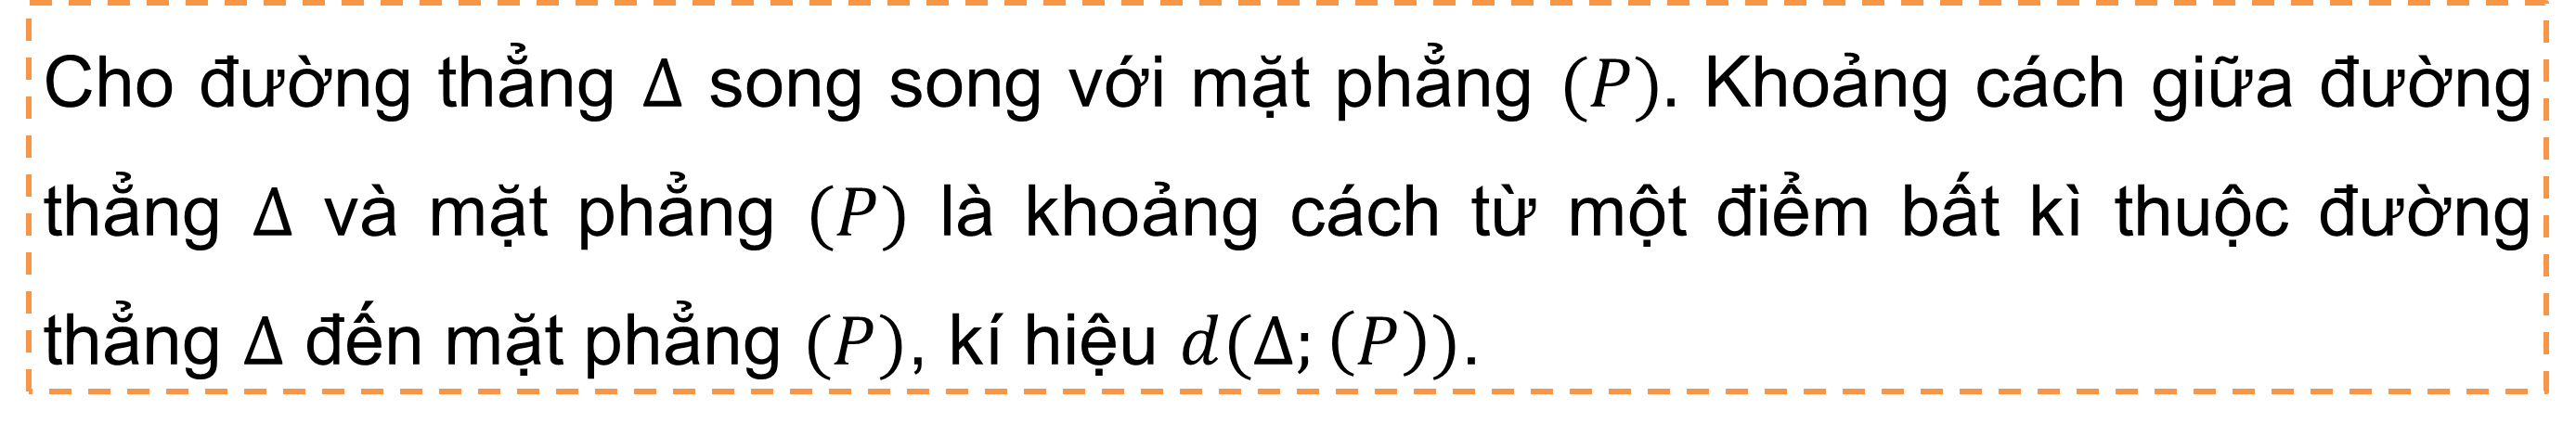 Cho đường thẳng Δ song song với mặt phẳng (P). Khoảng cách giữa đường
thẳng Δ và mặt phẳng (P) là khoảng cách từ một điểm bất kì thuộc đường
thẳng Δ đến mặt phẳng (P), kí hiệu d(Δ; (P)).